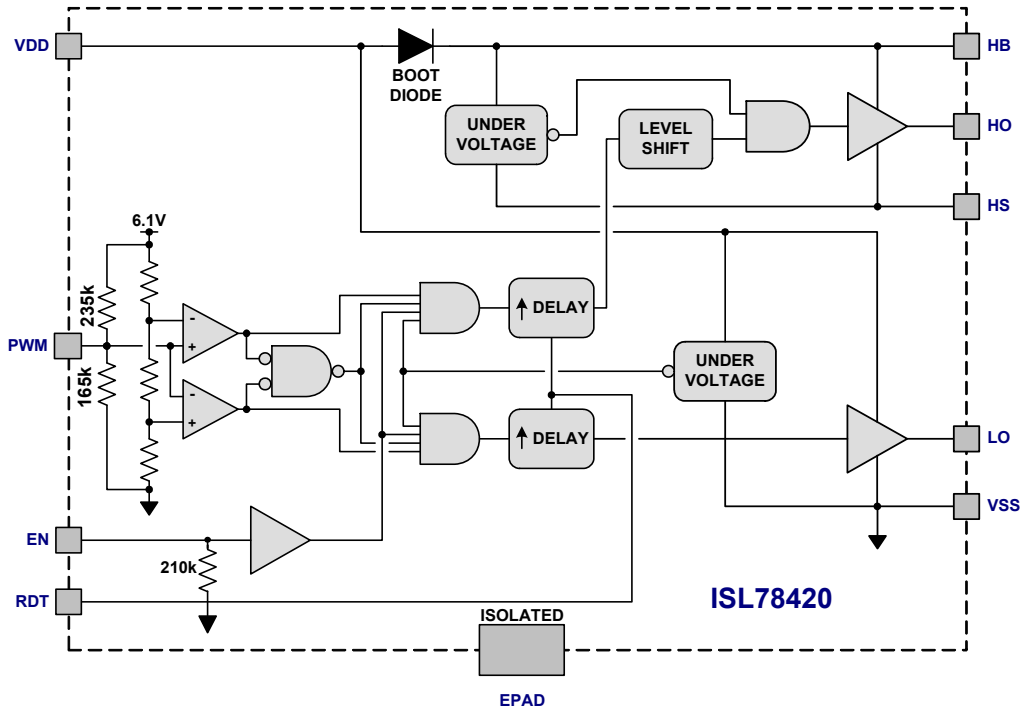 VDD
BOOT
DIODE
HB
UNDER
VOLTAGE
LEVEL
SHIFT
HO
HS
6.1V
235k
DELAY
PWM
-
+
165k
-
+
UNDER
VOLTAGE
DELAY
LO
VSS
EN
210k
RDT
ISL78420
ISOLATED
EPAD